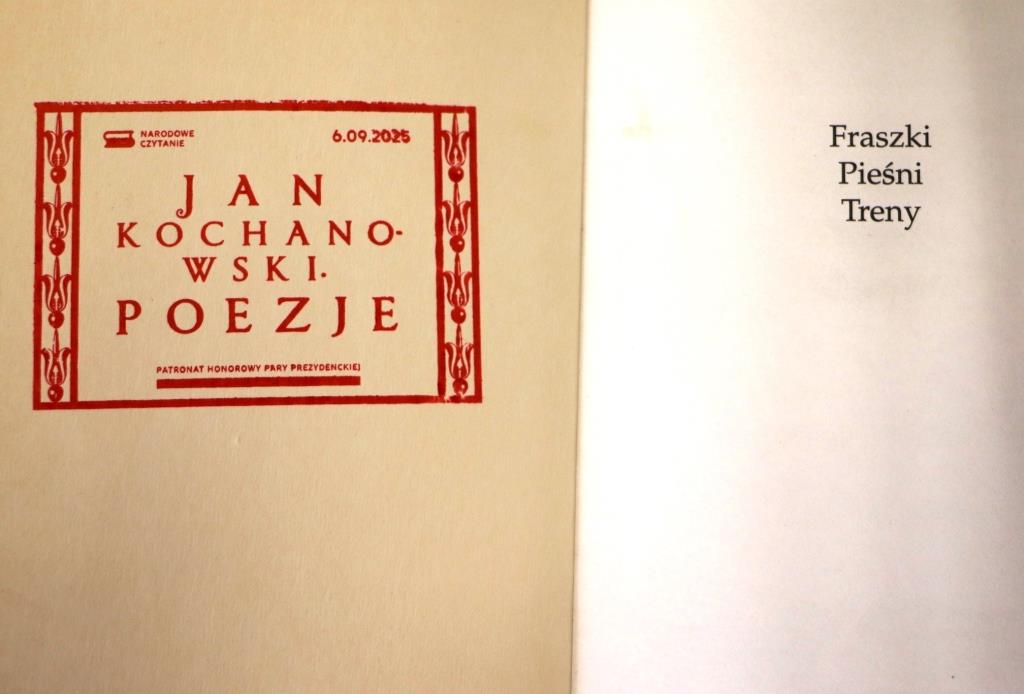 NARODOWE
CZYTANIE
6.09.2025
JAN
KOCHANO-
WSKI.
POEZJE
PATRONAT HONOROWY PARY PREZYDENCKIEJ
Fraszki
Pieśni
Treny